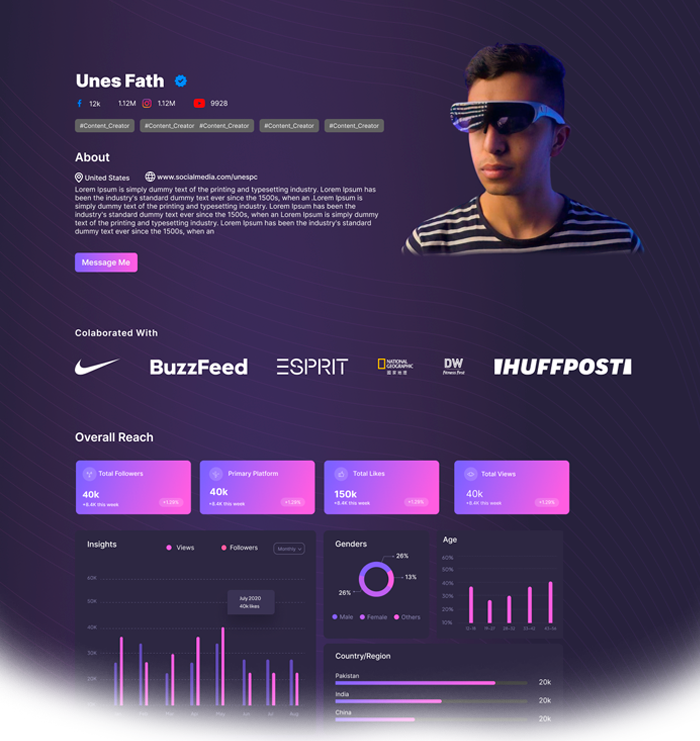 Unes Fath
12k 1.12M 1.12M 9928
#Content_Creator #Content_Creator #Content_Creator #Content_Creator #Content_Creator
About
United States www.socialmedia.com/unespc
Lorem Ipsum is simply dummy text of the printing and typesetting industry. Lorem Ipsum has
been the industry's standard dummy text ever since the 1500s, when an .Lorem Ipsum is
simply dummy text of the printing and typesetting industry. Lorem Ipsum has been the
industry's standard dummy text ever since the 1500s, when an Lorem Ipsum is simply dummy
text of the printing and typesetting industry. Lorem Ipsum has been the industry's standard
dummy text ever since the 1500s, when an
Message Me
Colaborated With
BuzzFeed ESPRIT NATIONAL GEOGRAPHIC DW Fitness First HUFFPOST
Overall Reach
Total Followers
40k
+8.4K this week +1.29%
Primary Platform
40k
+8.4K this week +1.29%
Total Likes
150k
+8.4K this week +1.29%
Total Views
40k
+8.4K this week +1.29%
Insights Views Followers Monthly
60K
50K
40K
30K
20K
July 2020
40k likes
Jun Jul Aug
Genders
26%
13%
26%
Male Female Others
Age
60%
50%
40%
30%
20%
10%
Country/Region
Pakistan 20k
India 20k
China 20k